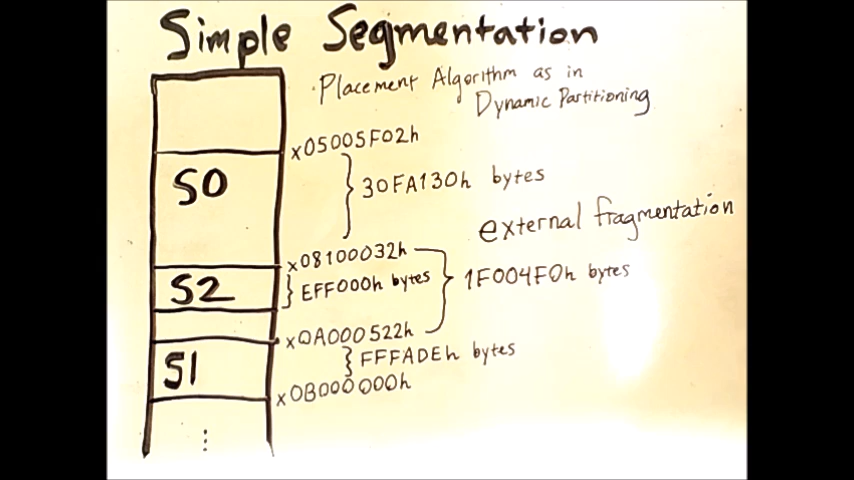 Simple Segmentation
Placement Algorithm as in
Dynamic Partitioning
x05005F02h
S0
30FA130h bytes
external fragmentation
x08100032h
S2
EFF000h bytes
1F004F0h bytes
x0A000522h
S1
FFFADEh bytes
x0B000000h
⋮